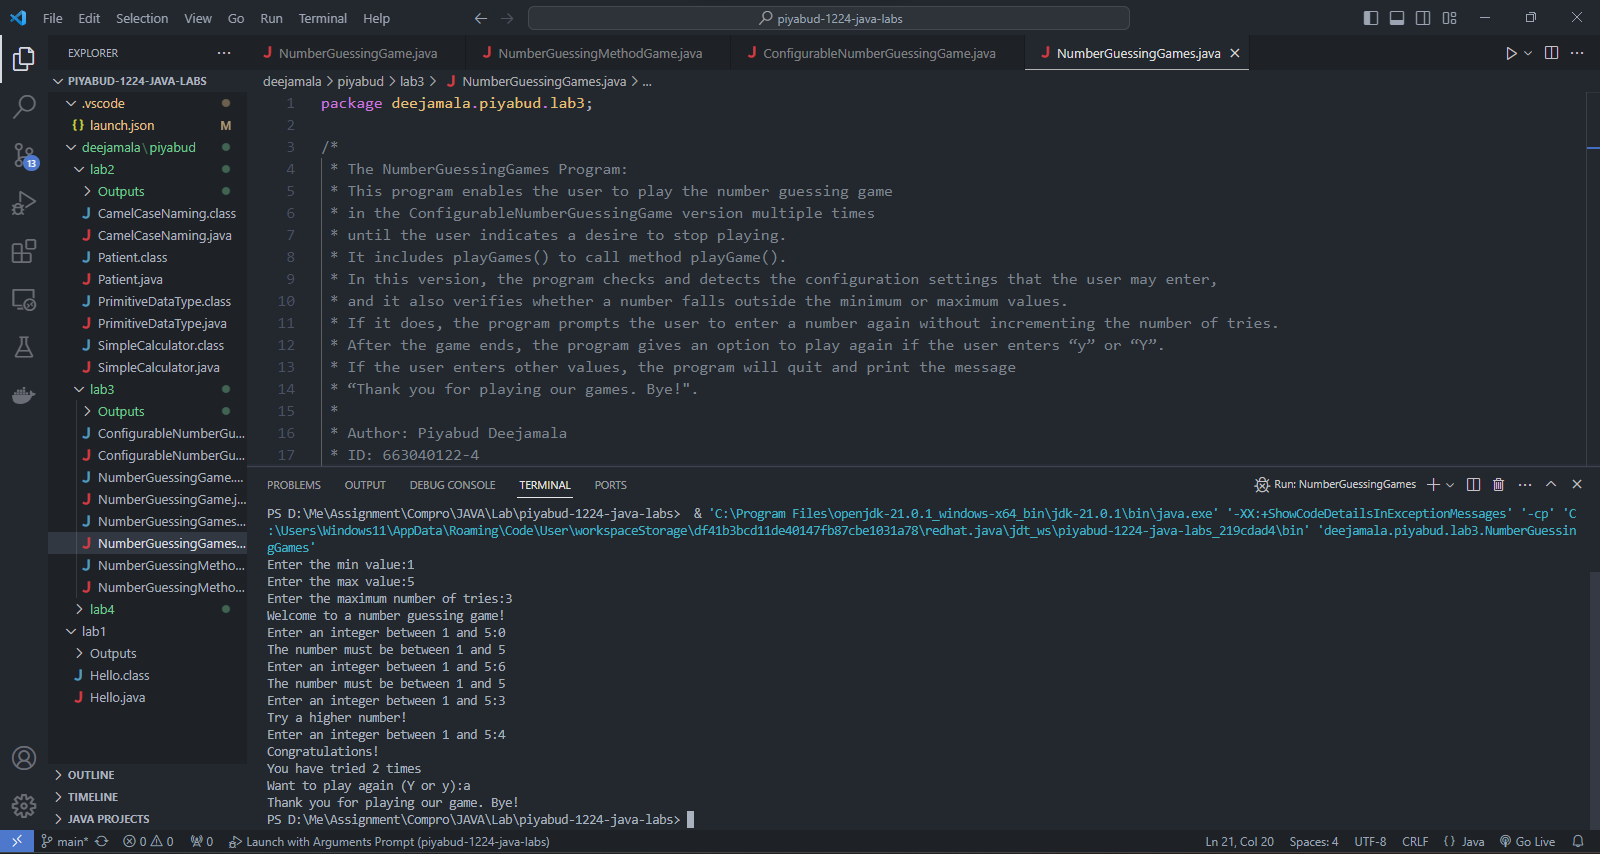 File Edit Selection View Go Run Terminal Help
piyabud-1224-java-labs
EXPLORER
PIYABUD-1224-JAVA-LABS
.vscode
launch.json M
deejamala\piyabud
lab2
Outputs
CamelCaseNaming.class
CamelCaseNaming.java
Patient.class
Patient.java
PrimitiveDataType.class
PrimitiveDataType.java
SimpleCalculator.class
SimpleCalculator.java
lab3
Outputs
ConfigurableNumberGu...
ConfigurableNumberGu...
NumberGuessingGame....
NumberGuessingGame.j...
NumberGuessingGames...
NumberGuessingGames...
NumberGuessingMetho...
NumberGuessingMetho...
lab4
lab1
Outputs
Hello.class
Hello.java
OUTLINE
TIMELINE
JAVA PROJECTS
13
NumberGuessingGame.java NumberGuessingMethodGame.java ConfigurableNumberGuessingGame.java NumberGuessingGames.java
deejamala > piyabud > lab3 > NumberGuessingGames.java > ...
1 package deejamala.piyabud.lab3;
2
3 /*
4 * The NumberGuessingGames Program:
5 * This program enables the user to play the number guessing game
6 * in the ConfigurableNumberGuessingGame version multiple times
7 * until the user indicates a desire to stop playing.
8 * It includes playGames() to call method playGame().
9 * In this version, the program checks and detects the configuration settings that the user may enter,
10 * and it also verifies whether a number falls outside the minimum or maximum values.
11 * If it does, the program prompts the user to enter a number again without incrementing the number of tries.
12 * After the game ends, the program gives an option to play again if the user enters “y” or “Y”.
13 * If the user enters other values, the program will quit and print the message
14 * “Thank you for playing our games. Bye!".
15 *
16 * Author: Piyabud Deejamala
17 * ID: 663040122-4
PROBLEMS OUTPUT DEBUG CONSOLE TERMINAL PORTS
Run: NumberGuessingGames
PS D:\Me\Assignment\Compro\JAVA\Lab\piyabud-1224-java-labs> & 'C:\Program Files\openjdk-21.0.1_windows-x64_bin\jdk-21.0.1\bin\java.exe' '-XX:+ShowCodeDetailsInExceptionMessages' '-cp' 'C
:\Users\Windows11\AppData\Roaming\Code\User\workspaceStorage\df41b3bcd11de40147fb87cbe1031a78\redhat.java\jdt_ws\piyabud-1224-java-labs_219cdad4\bin' 'deejamala.piyabud.lab3.NumberGuessin
gGames'
Enter the min value:1
Enter the max value:5
Enter the maximum number of tries:3
Welcome to a number guessing game!
Enter an integer between 1 and 5:0
The number must be between 1 and 5
Enter an integer between 1 and 5:6
The number must be between 1 and 5
Enter an integer between 1 and 5:3
Try a higher number!
Enter an integer between 1 and 5:4
Congratulations!
You have tried 2 times
Want to play again (Y or y):a
Thank you for playing our game. Bye!
PS D:\Me\Assignment\Compro\JAVA\Lab\piyabud-1224-java-labs>
main* 0 0 0 Launch with Arguments Prompt (piyabud-1224-java-labs) Ln 21, Col 20 Spaces: 4 UTF-8 CRLF {} Java Go Live